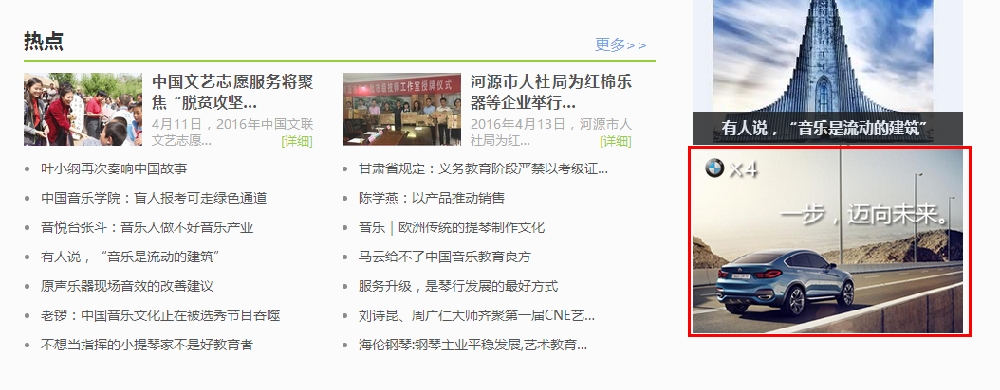 热点
更多>>
中国文艺志愿服务将聚
焦“脱贫攻坚...
4月11日，2016年中国文联
文艺志愿... [详细]
河源市人社局为红棉乐
器等企业举行...
2016年4月13日，河源市人
社局为红... [详细]
叶小纲再次奏响中国故事
中国音乐学院：盲人报考可走绿色通道
音悦台张斗：音乐人做不好音乐产业
有人说，“音乐是流动的建筑”
原声乐器现场音效的改善建议
老锣：中国音乐文化正在被选秀节目吞噬
不想当指挥的小提琴家不是好教育者
甘肃省规定：义务教育阶段严禁以考级证...
陈学燕：以产品推动销售
音乐｜欧洲传统的提琴制作文化
马云给不了中国音乐教育良方
服务升级，是琴行发展的最好方式
刘诗昆、周广仁大师齐聚第一届CNE艺...
海伦钢琴:钢琴主业平稳发展,艺术教育...
有人说，“音乐是流动的建筑”
X4
一步，迈向未来。